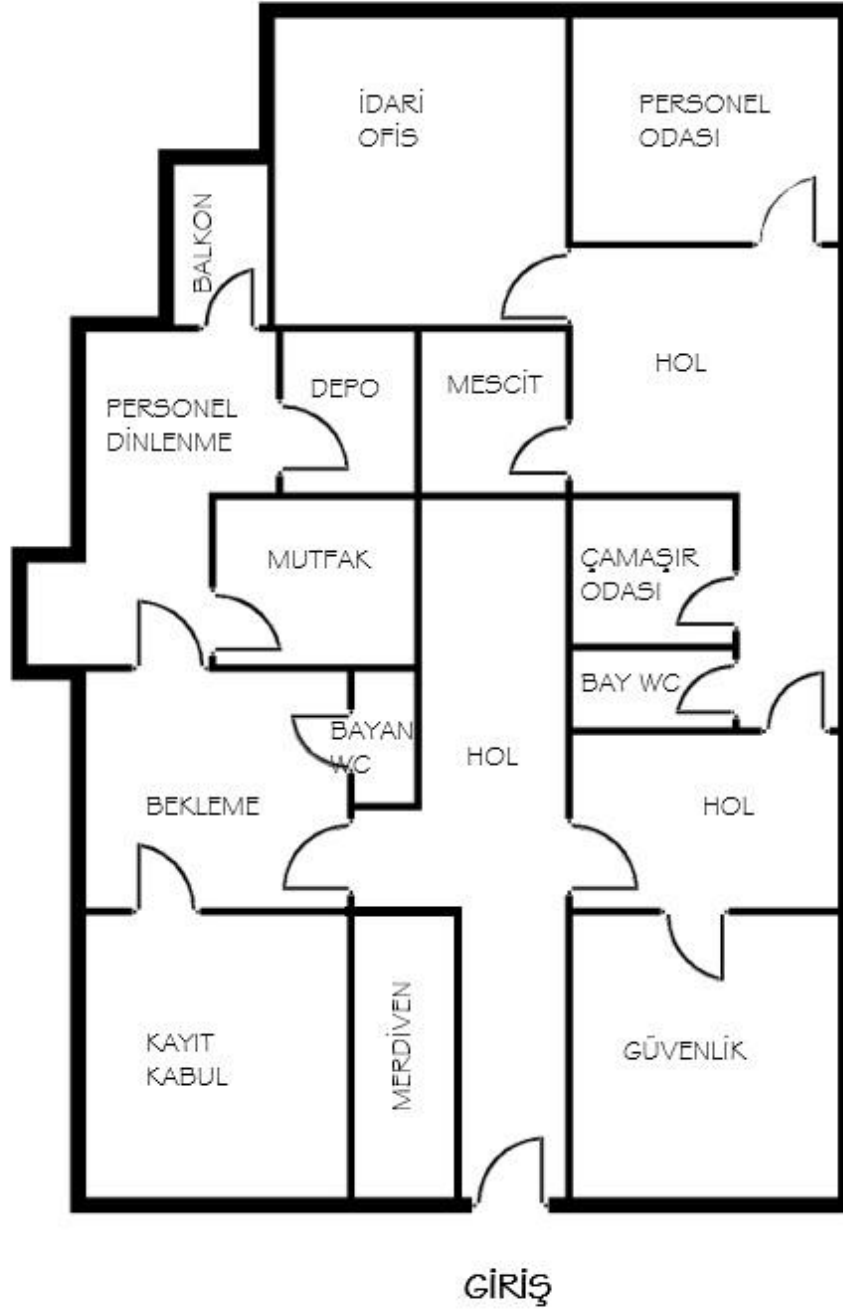 İDARİ
OFİS
PERSONEL
ODASI
BALKON
PERSONEL
DİNLENME
DEPO
MESCİT
HOL
MUTFAK
ÇAMAŞIR
ODASI
BAY WC
BAYAN
WC
HOL
BEKLEME
HOL
KAYIT
KABUL
MERDİVEN
GÜVENLİK
GİRİŞ